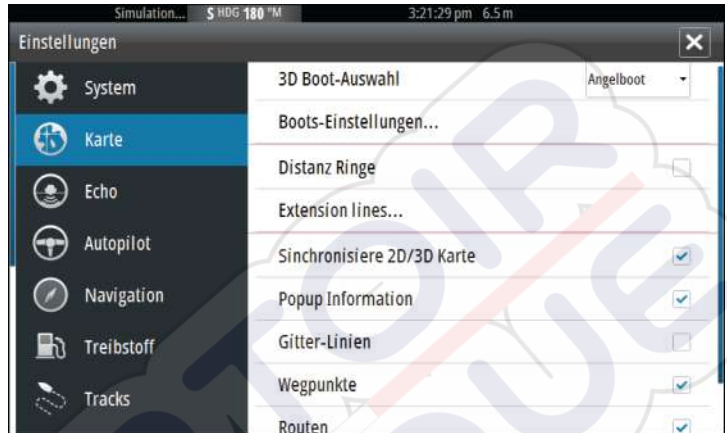 Simulation... S HDG 180 °M 3:21:29 pm 6.5 m
Einstellungen
System
Karte
Echo
Autopilot
Navigation
Treibstoff
Tracks
3D Boot-Auswahl Angelboot
Boots-Einstellungen...
Distanz Ringe
Extension lines...
Sinchronisiere 2D/3D Karte
Popup Information
Gitter-Linien
Wegpunkte
Routen